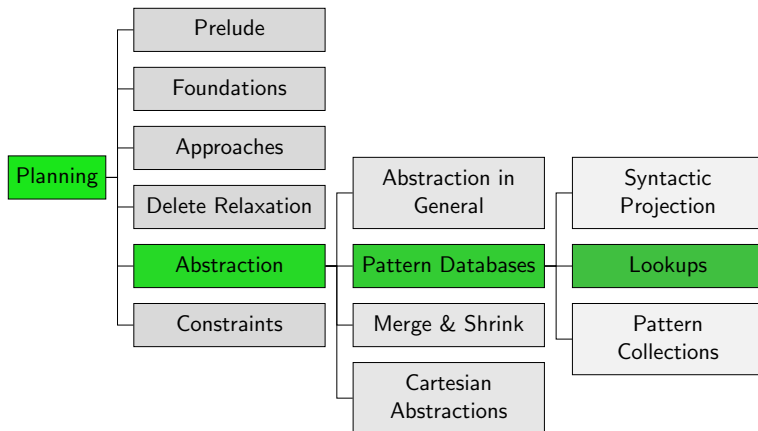 Planning
Prelude
Foundations
Approaches
Delete Relaxation
Abstraction
Constraints
Abstraction in
General
Pattern Databases
Merge & Shrink
Cartesian
Abstractions
Syntactic
Projection
Lookups
Pattern
Collections